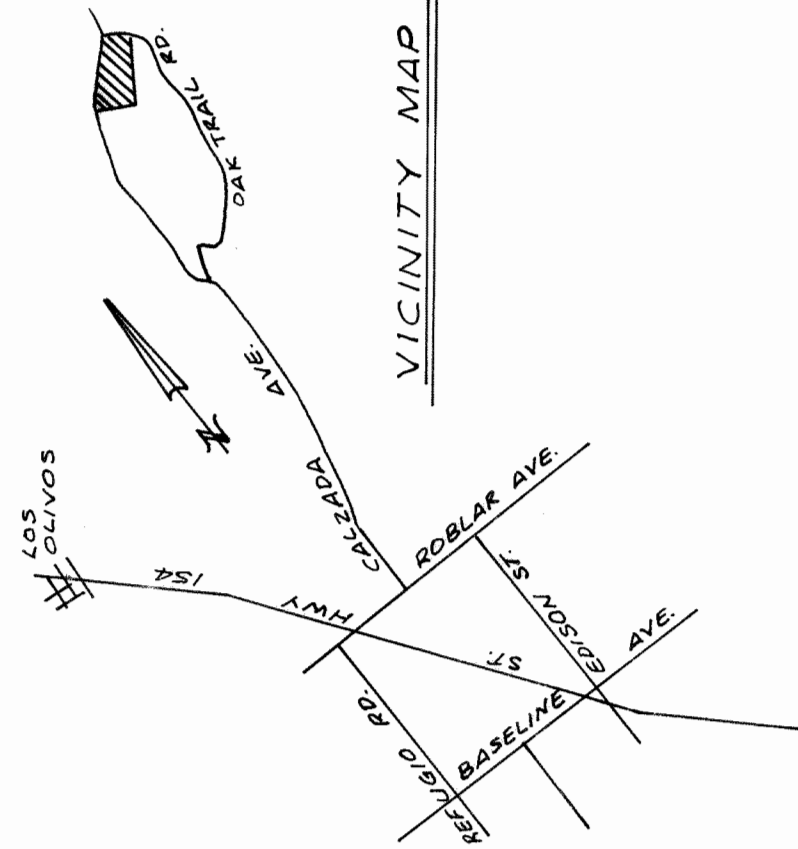 OAK TRAIL RD.
VICINITY MAP
CALZADA AVE.
N
LOS
OLIVOS
ST. HWY 154
ROBLAR AVE.
EDISON ST.
REFUGIO RD.
BASELINE AVE.